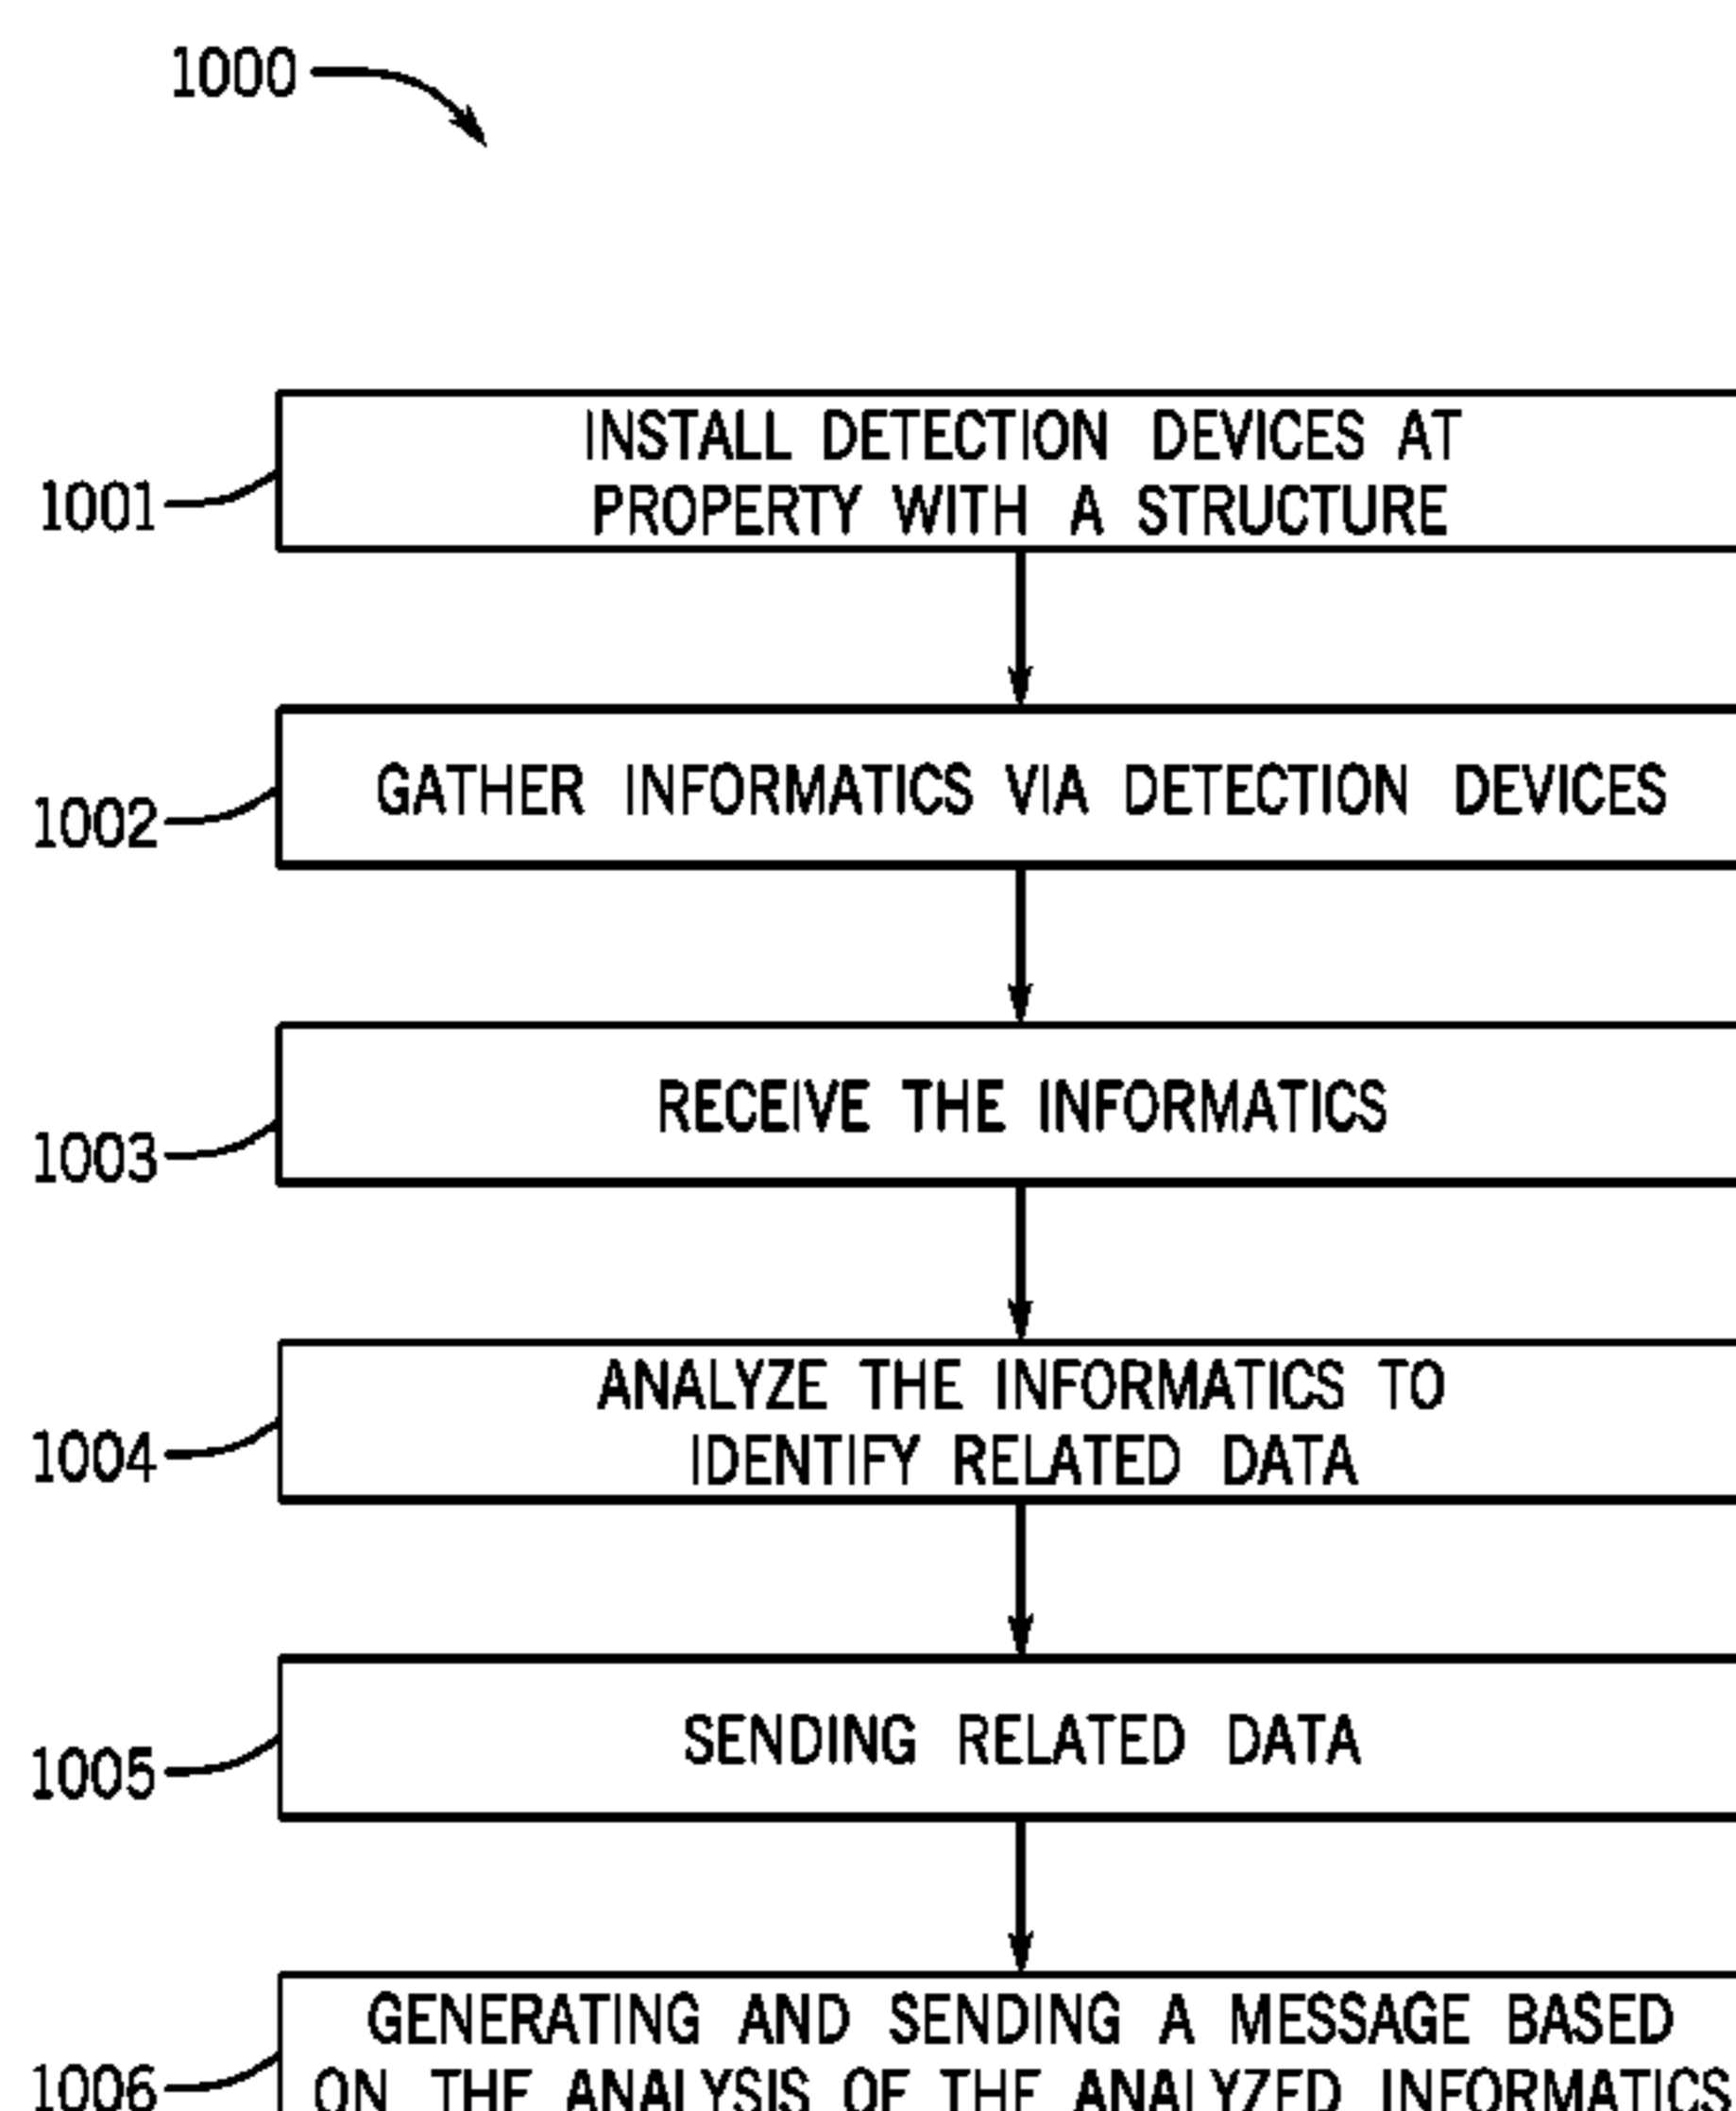 1000
INSTALL DETECTION DEVICES AT
PROPERTY WITH A STRUCTURE
1001
GATHER INFORMATICS VIA DETECTION DEVICES
1002
RECEIVE THE INFORMATICS
1003
ANALYZE THE INFORMATICS TO
IDENTIFY RELATED DATA
1004
SENDING RELATED DATA
1005
GENERATING AND SENDING A MESSAGE BASED
ON THE ANALYSIS OF THE ANALYZED INFORMATICS
1006